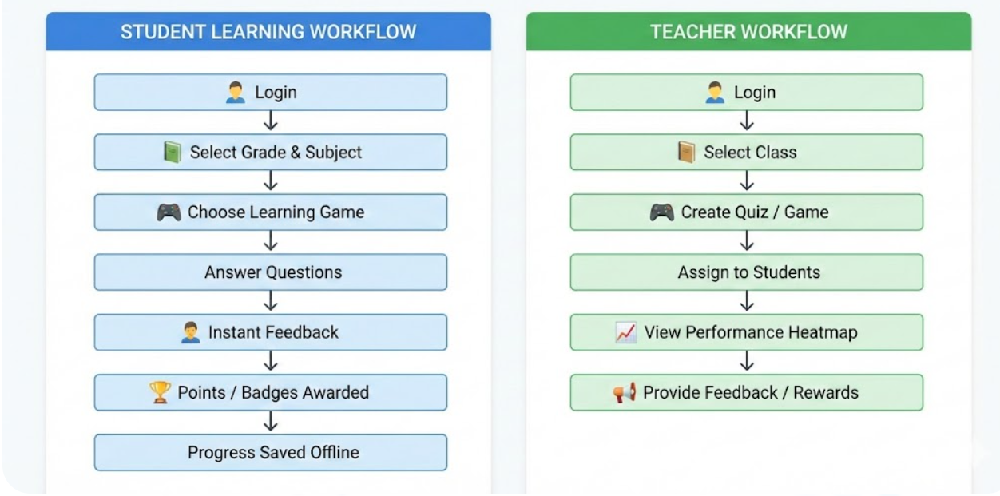 STUDENT LEARNING WORKFLOW
Login
Select Grade & Subject
Choose Learning Game
Answer Questions
Instant Feedback
Points / Badges Awarded
Progress Saved Offline
TEACHER WORKFLOW
Login
Select Class
Create Quiz / Game
Assign to Students
View Performance Heatmap
Provide Feedback / Rewards